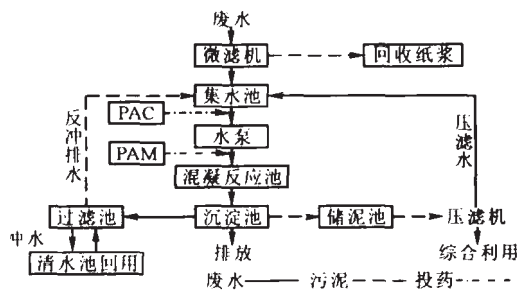 废水
微滤机
回收纸浆
集水池
PAC
水泵
PAM
混凝反应池
反冲排水
压滤水
过滤池
沉淀池
储泥池
压滤机
中水
清水池回用
排放
综合利用
废水 污泥 投药